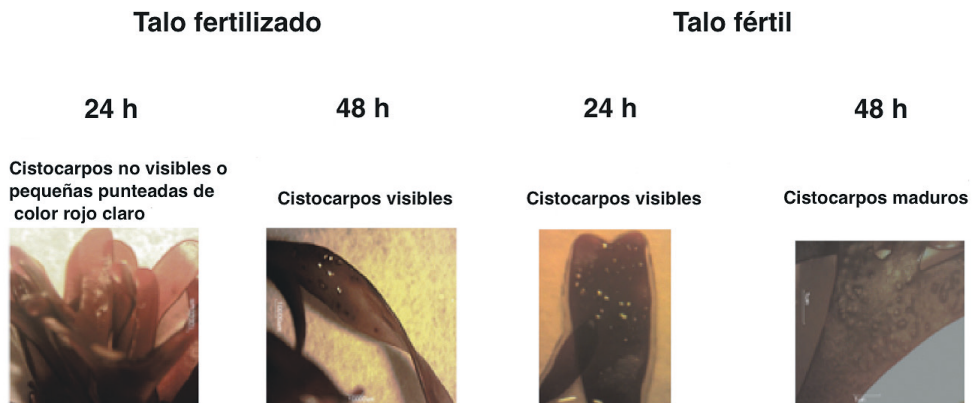 Talo fertilizado
Talo fértil
24 h
48 h
24 h
48 h
Cistocarpos no visibles o
pequeñas punteadas de
color rojo claro
Cistocarpos visibles
Cistocarpos visibles
Cistocarpos maduros